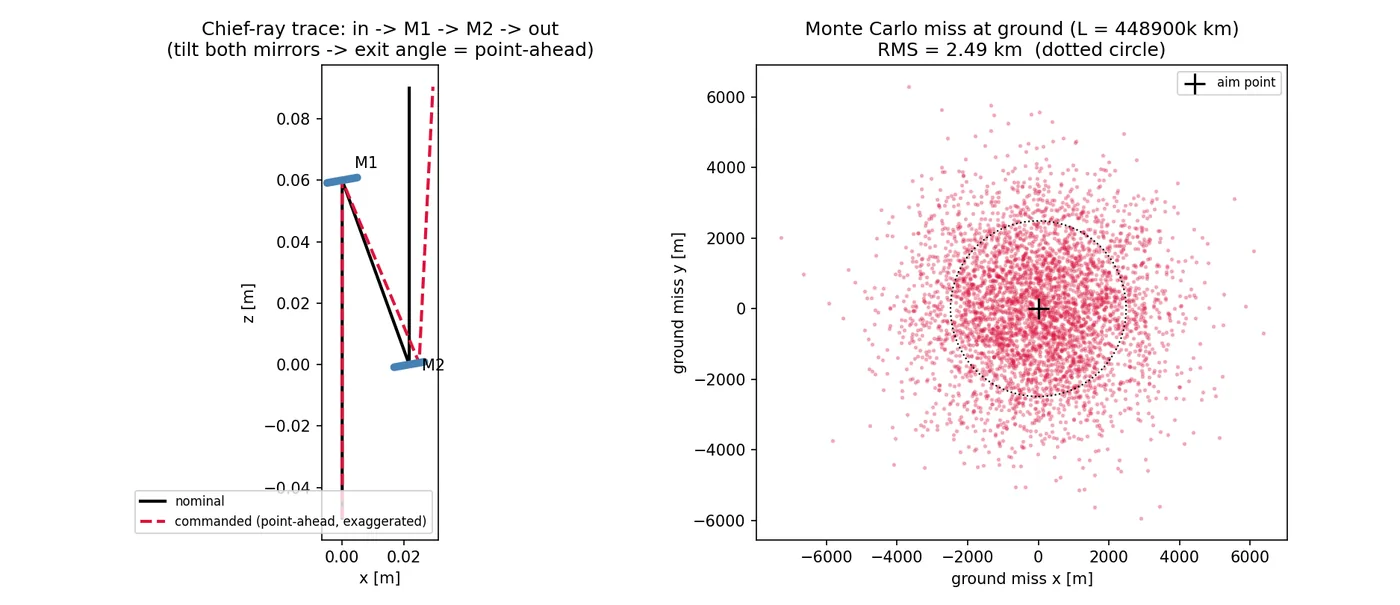 Chief-ray trace: in -> M1 -> M2 -> out
(tilt both mirrors -> exit angle = point-ahead)
0.08
0.06
0.04
0.02
0.00
−0.02
−0.04
z [m]
M1
M2
nominal
commanded (point-ahead, exaggerated)
0.00 0.02
x [m]
Monte Carlo miss at ground (L = 448900k km)
RMS = 2.49 km (dotted circle)
aim point
6000
4000
2000
0
−2000
−4000
−6000
ground miss y [m]
−6000 −4000 −2000 0 2000 4000 6000
ground miss x [m]